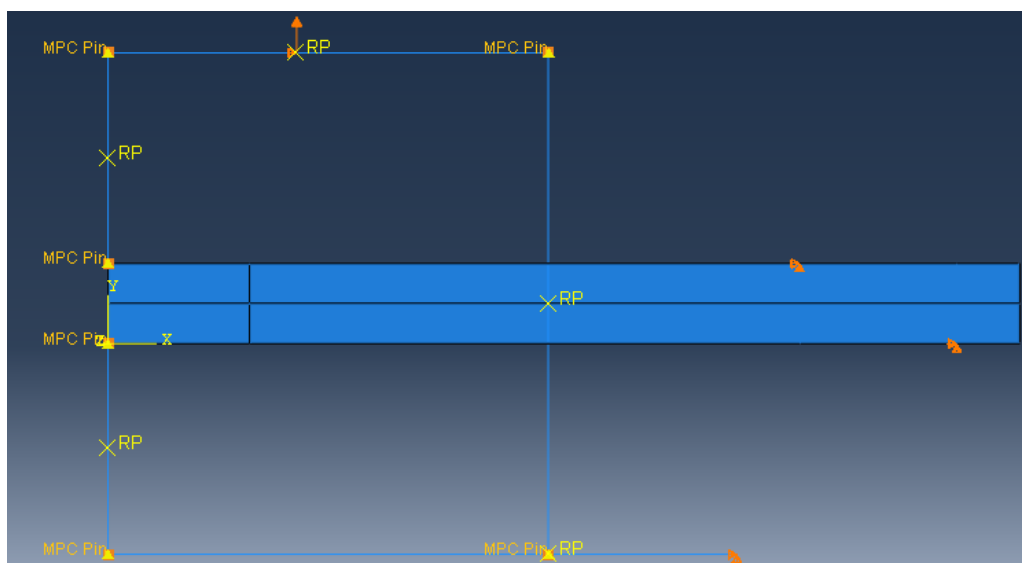 MPC Pin RP MPC Pin
RP
MPC Pin
Y
RP
MPC Pin Z X
RP
MPC Pin MPC Pin RP